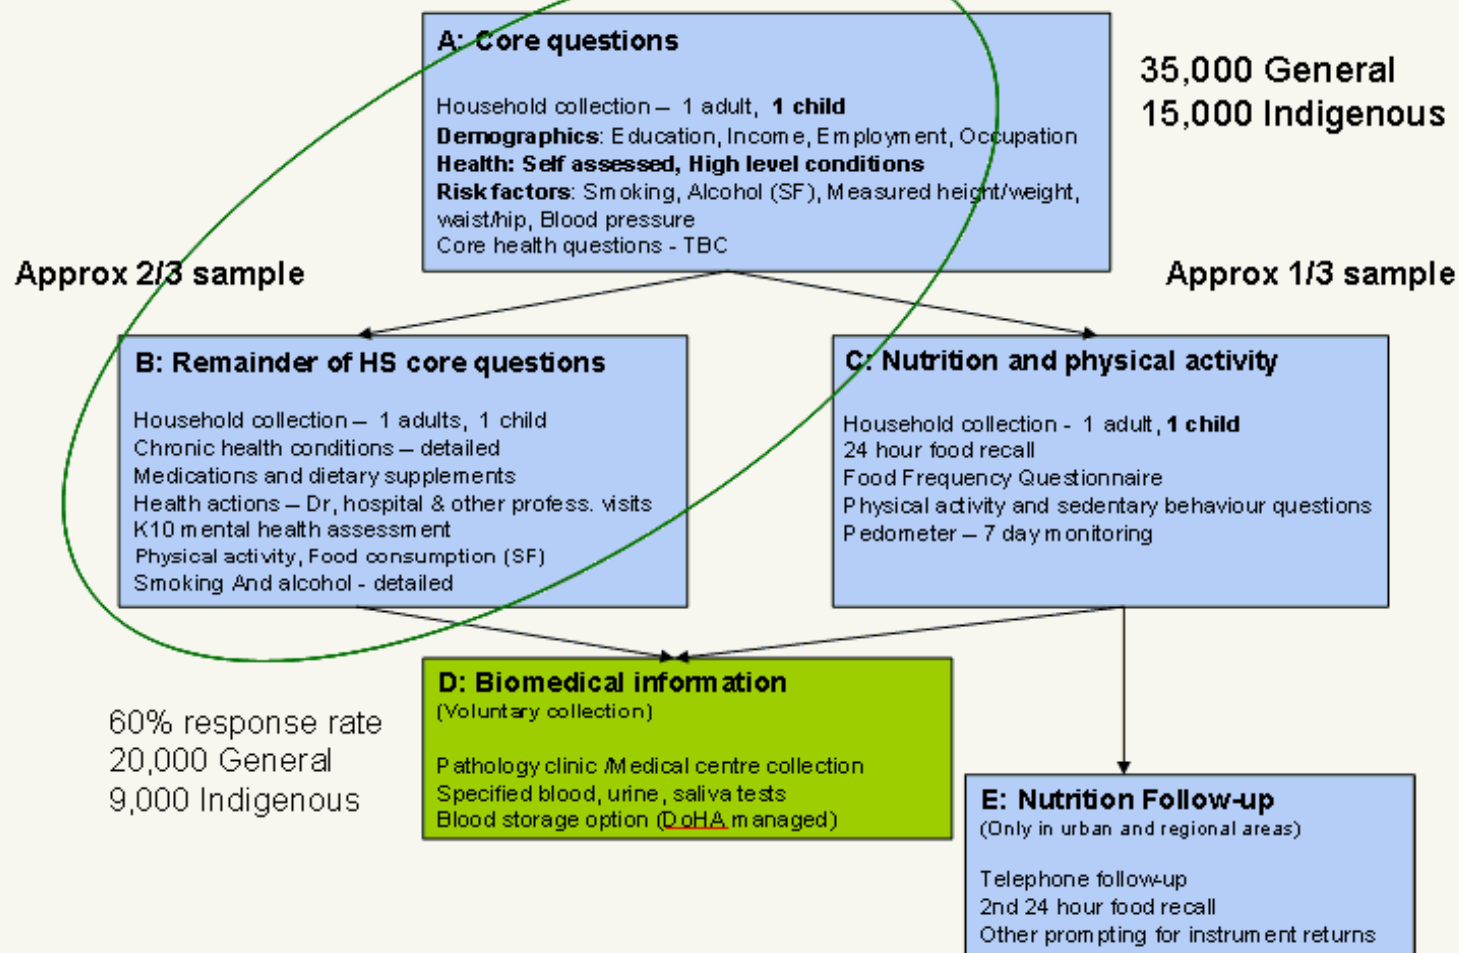 A: Core questions
Household collection – 1 adult, 1 child
Demographics: Education, Income, Employment, Occupation
Health: Self assessed, High level conditions
Risk factors: Smoking, Alcohol (SF), Measured height/weight,
waist/hip, Blood pressure
Core health questions - TBC
35,000 General
15,000 Indigenous
Approx 2/3 sample
Approx 1/3 sample
B: Remainder of HS core questions
Household collection – 1 adults, 1 child
Chronic health conditions – detailed
Medications and dietary supplements
Health actions – Dr, hospital & other profess. visits
K10 mental health assessment
Physical activity, Food consumption (SF)
Smoking And alcohol - detailed
C: Nutrition and physical activity
Household collection - 1 adult, 1 child
24 hour food recall
Food Frequency Questionnaire
Physical activity and sedentary behaviour questions
Pedometer – 7 day monitoring
60% response rate
20,000 General
9,000 Indigenous
D: Biomedical information
(Voluntary collection)
Pathology clinic /Medical centre collection
Specified blood, urine, saliva tests
Blood storage option (DoHA managed)
E: Nutrition Follow-up
(Only in urban and regional areas)
Telephone follow-up
2nd 24 hour food recall
Other prompting for instrument returns